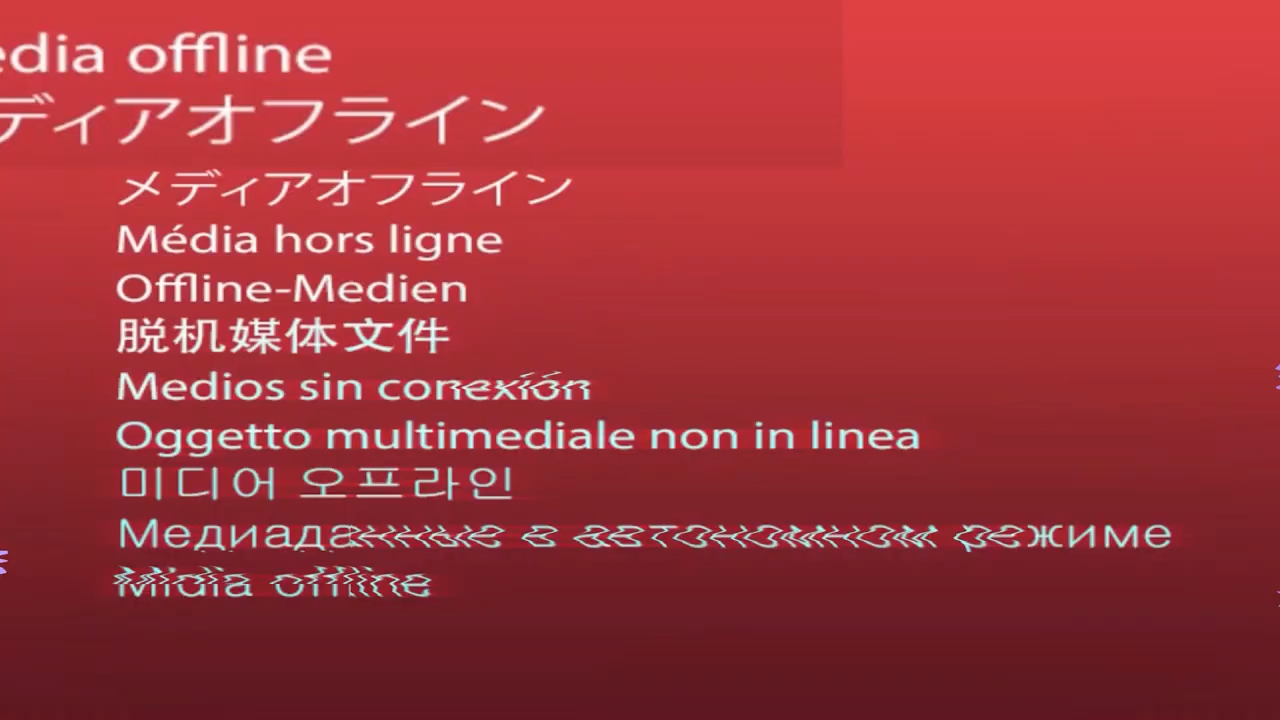 edia offline
ディアオフライン
メディアオフライン
Média hors ligne
Offline-Medien
脱机媒体文件
Medios sin conexión
Oggetto multimediale non in linea
미디어 오프라인
Медиаданные в автономном режиме
Mídia offline